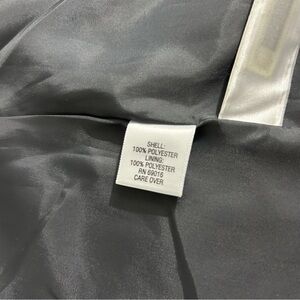 SHELL:
100% POLYESTER
LINING:
100% POLYESTER
RN 69016
CARE OVER